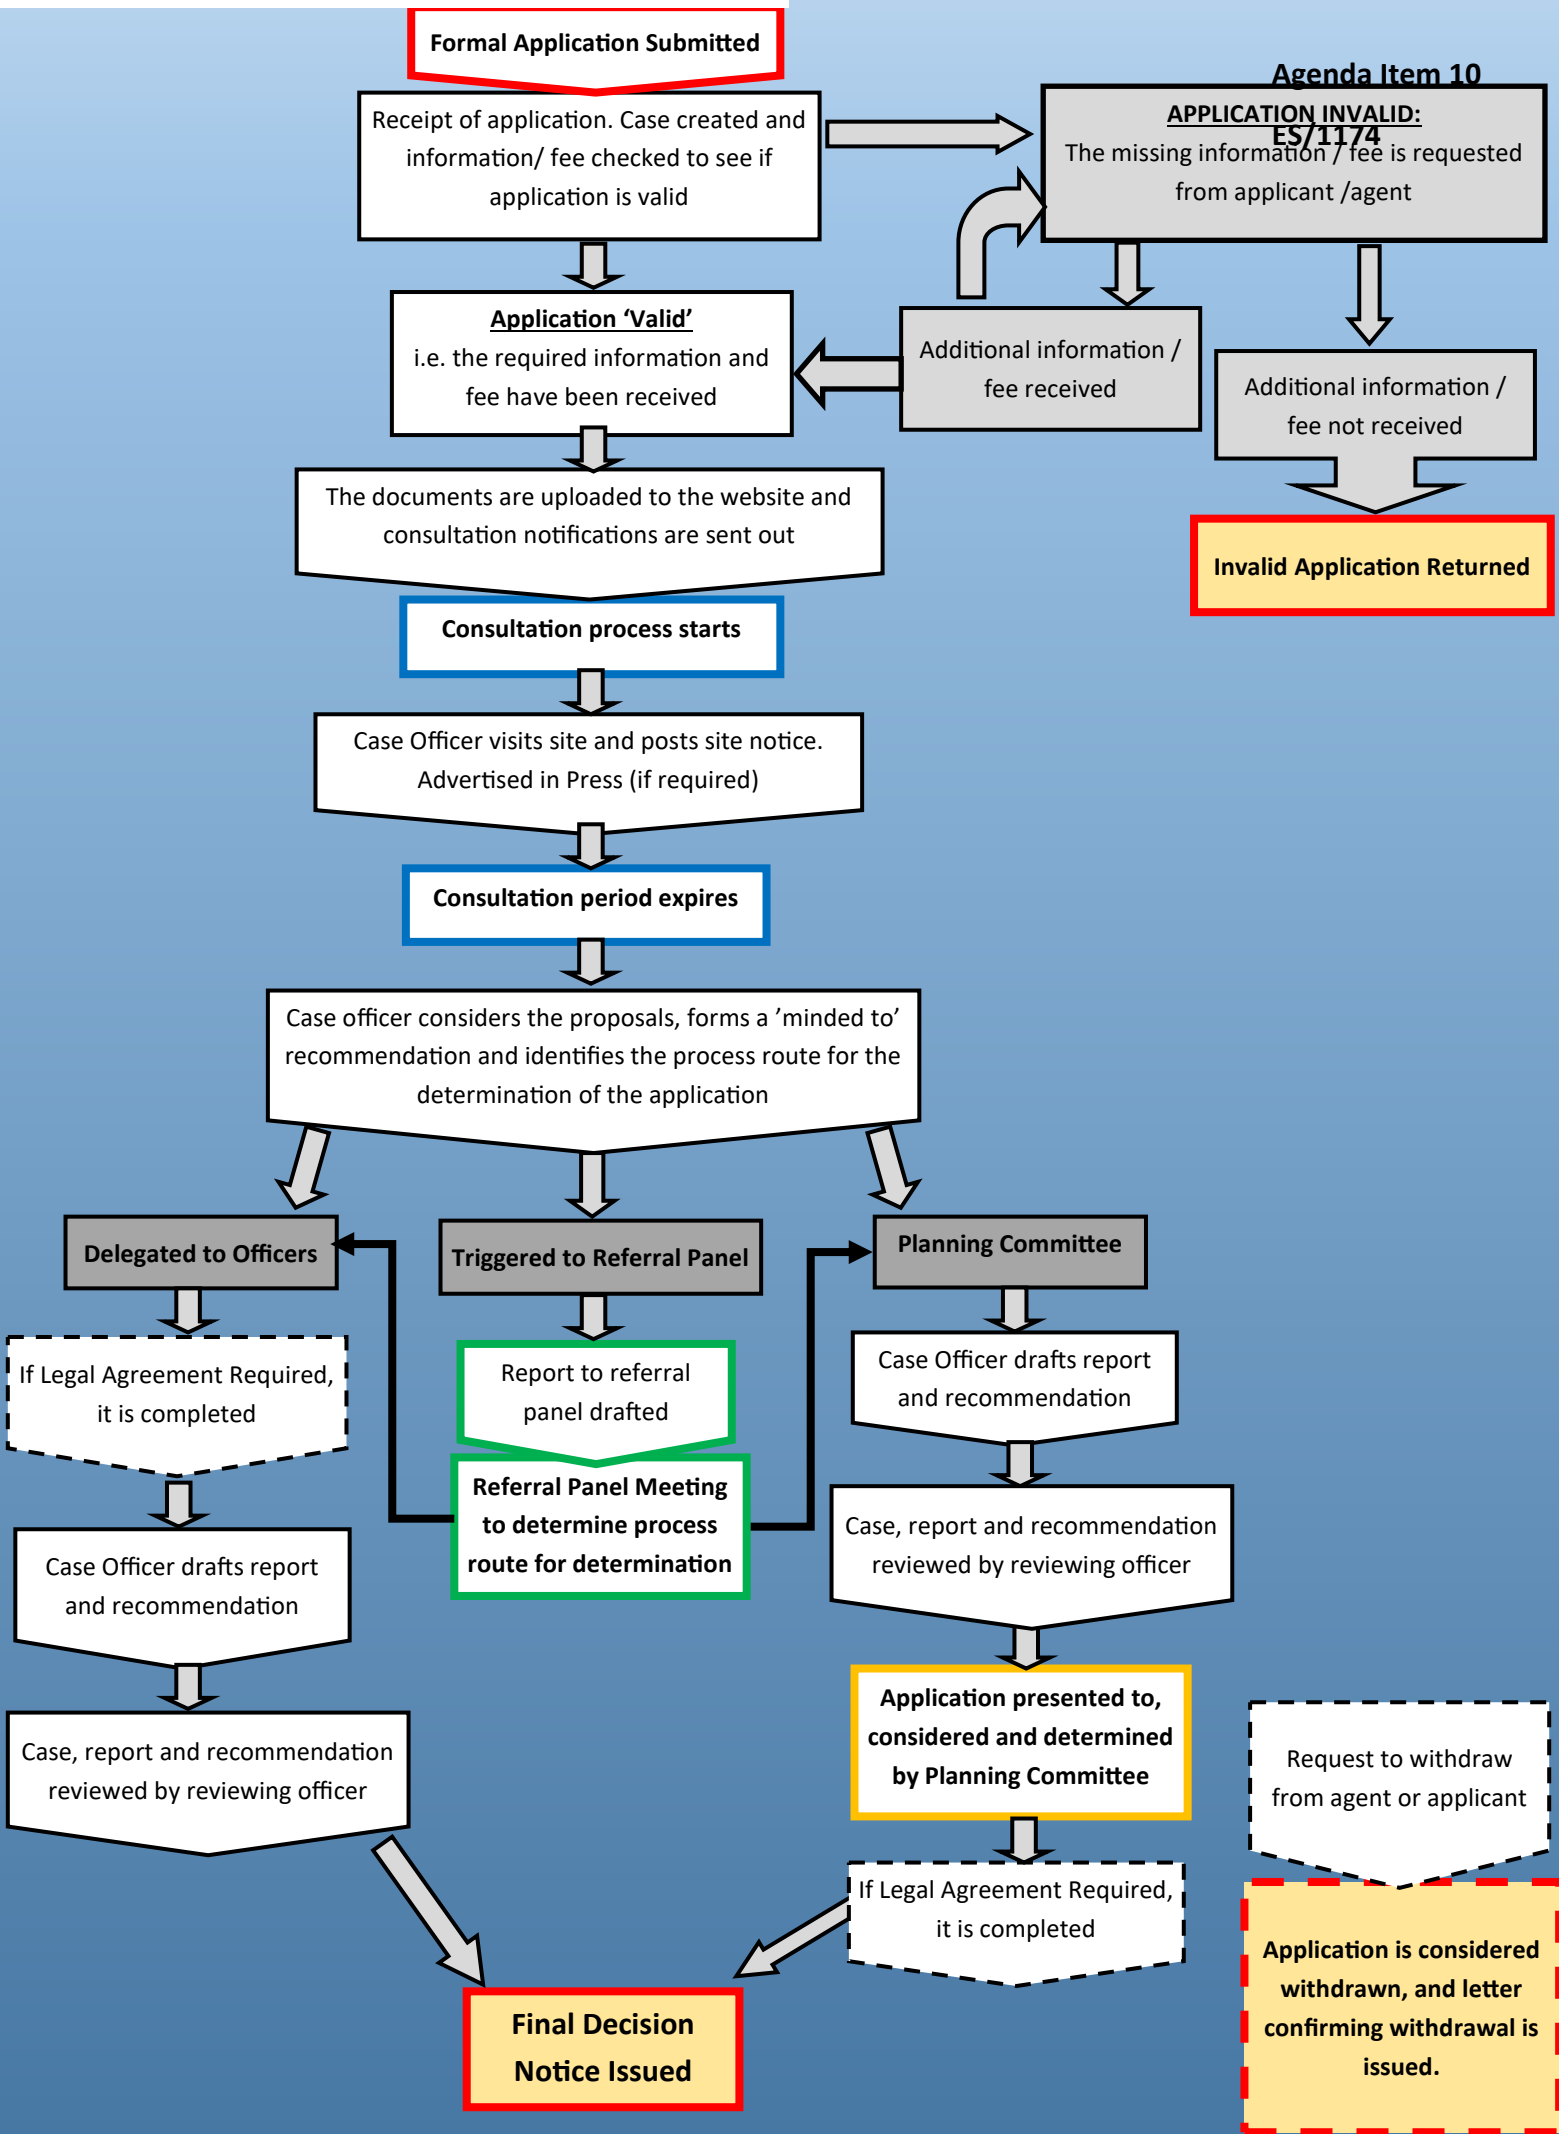 Formal Application Submitted
Agenda Item 10
ES/1174
Receipt of application. Case created and
information/ fee checked to see if
application is valid
APPLICATION INVALID:
The missing information / fee is requested
from applicant /agent
Application ‘Valid’
i.e. the required information and
fee have been received
Additional information /
fee received
Additional information /
fee not received
Invalid Application Returned
The documents are uploaded to the website and
consultation notifications are sent out
Consultation process starts
Case Officer visits site and posts site notice.
Advertised in Press (if required)
Consultation period expires
Case officer considers the proposals, forms a ’minded to’
recommendation and identifies the process route for the
determination of the application
Delegated to Officers
Triggered to Referral Panel
Planning Committee
If Legal Agreement Required,
it is completed
Report to referral
panel drafted
Case Officer drafts report
and recommendation
Referral Panel Meeting
to determine process
route for determination
Case, report and recommendation
reviewed by reviewing officer
Case Officer drafts report
and recommendation
Application presented to,
considered and determined
by Planning Committee
Case, report and recommendation
reviewed by reviewing officer
Request to withdraw
from agent or applicant
If Legal Agreement Required,
it is completed
Application is considered
withdrawn, and letter
confirming withdrawal is
issued.
Final Decision
Notice Issued